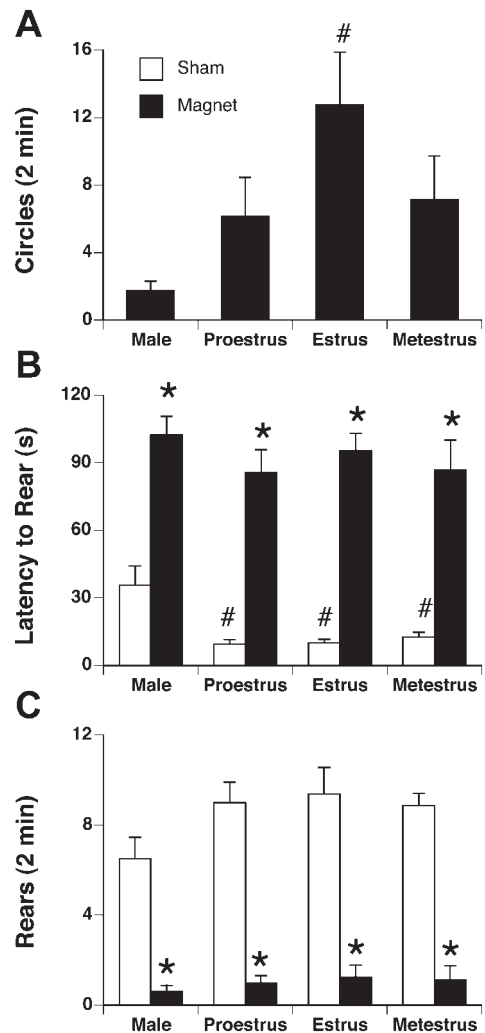 A
Circles (2 min)
16
12
8
4
0
Sham
Magnet
#
Male Proestrus Estrus Metestrus
B
Latency to Rear (s)
120
90
60
30
0
* * * *
# # #
Male Proestrus Estrus Metestrus
C
Rears (2 min)
12
8
4
0
* * * *
Male Proestrus Estrus Metestrus